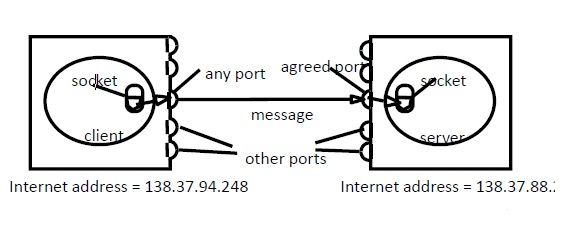 socket
any port
agreed port
socket
message
client
server
other ports
Internet address = 138.37.94.248
Internet address = 138.37.88.